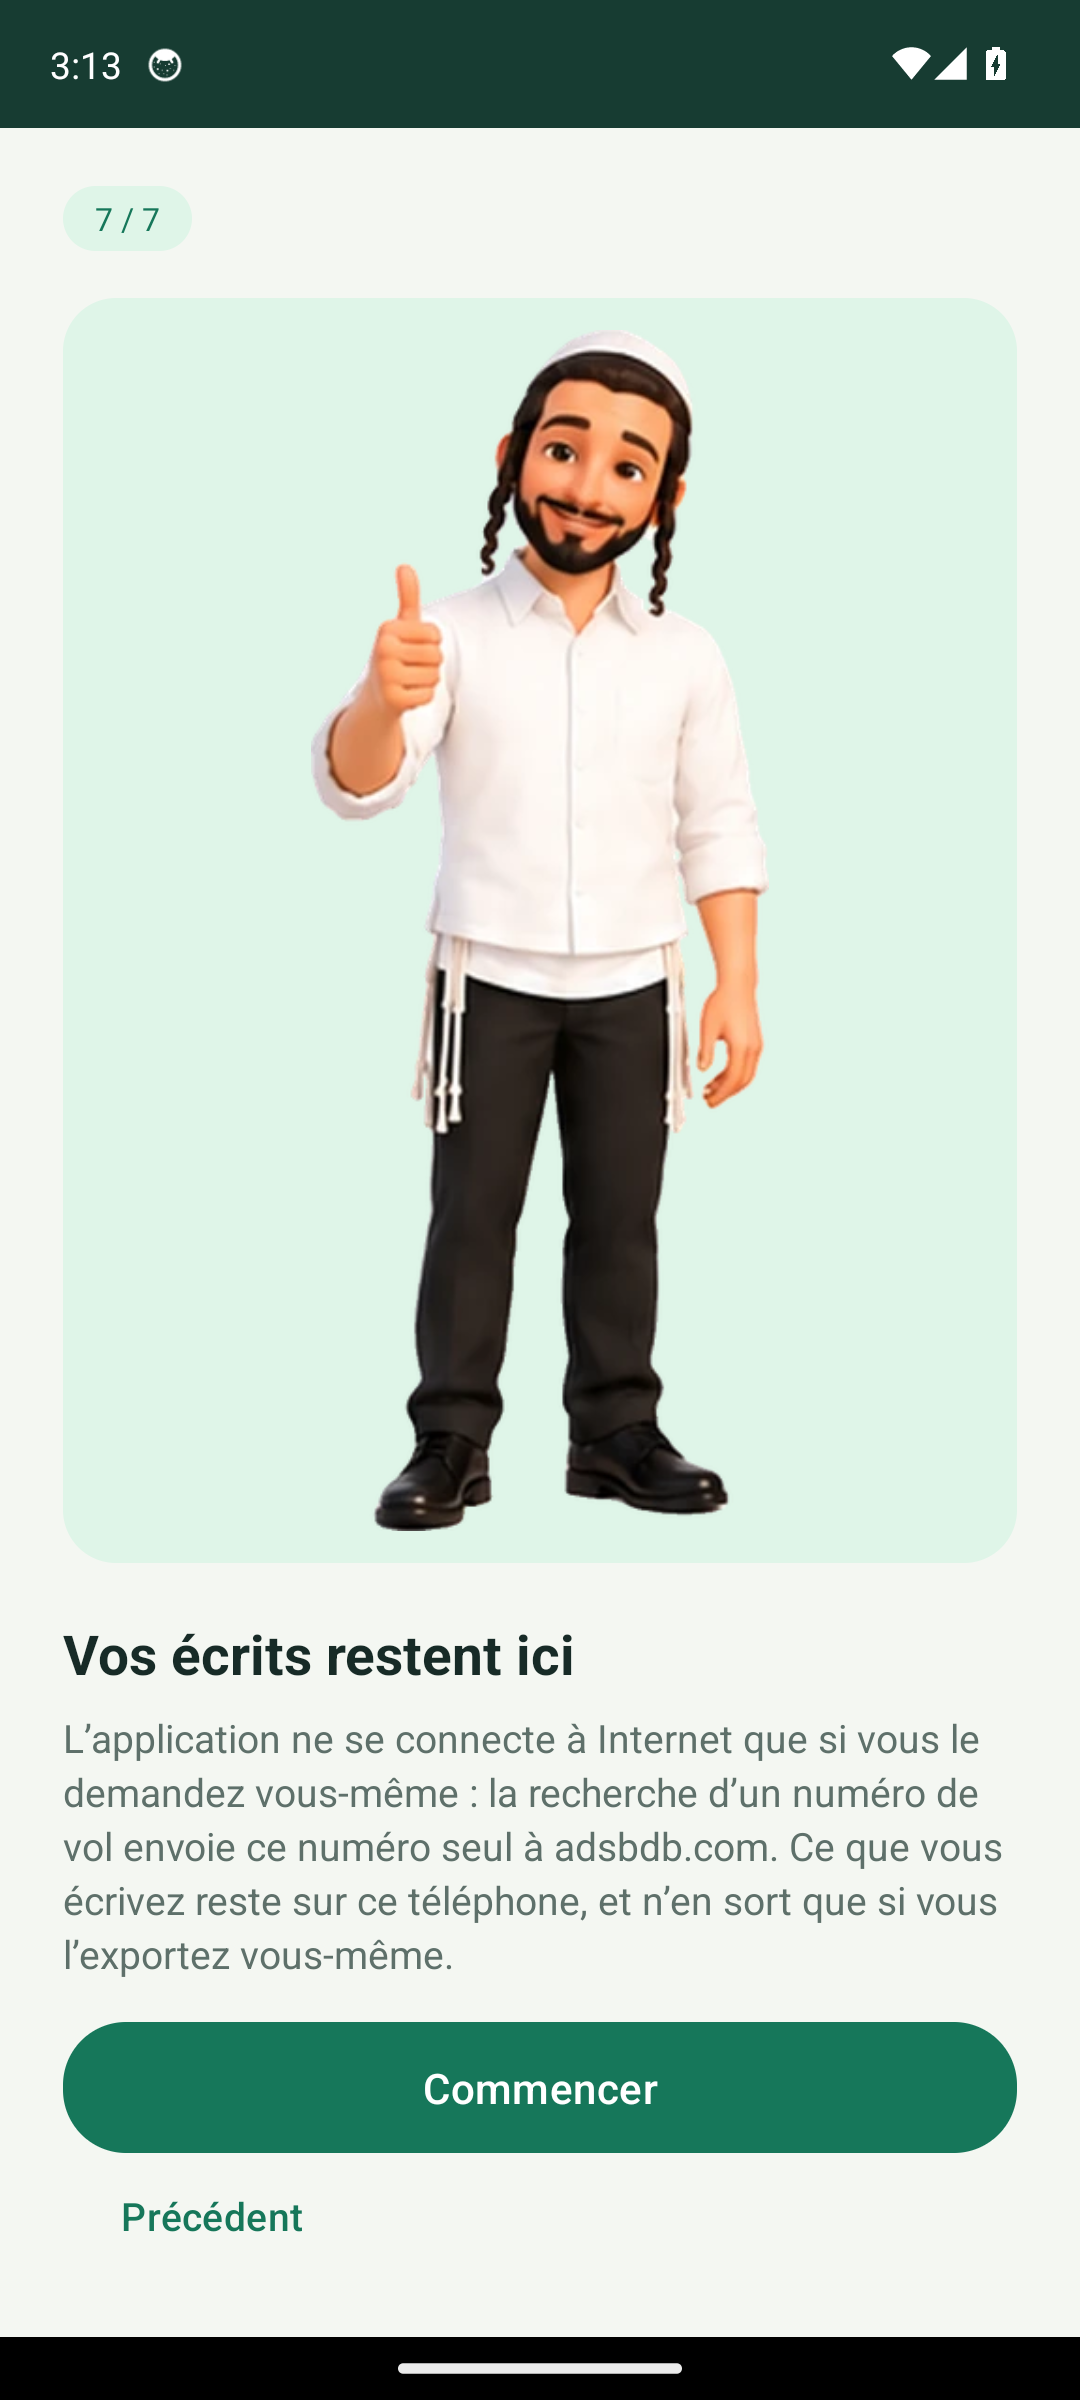 3:13
7 / 7
Vos écrits restent ici
L’application ne se connecte à Internet que si vous le
demandez vous-même : la recherche d’un numéro de
vol envoie ce numéro seul à adsbdb.com. Ce que vous
écrivez reste sur ce téléphone, et n’en sort que si vous
l’exportez vous-même.
Commencer
Précédent